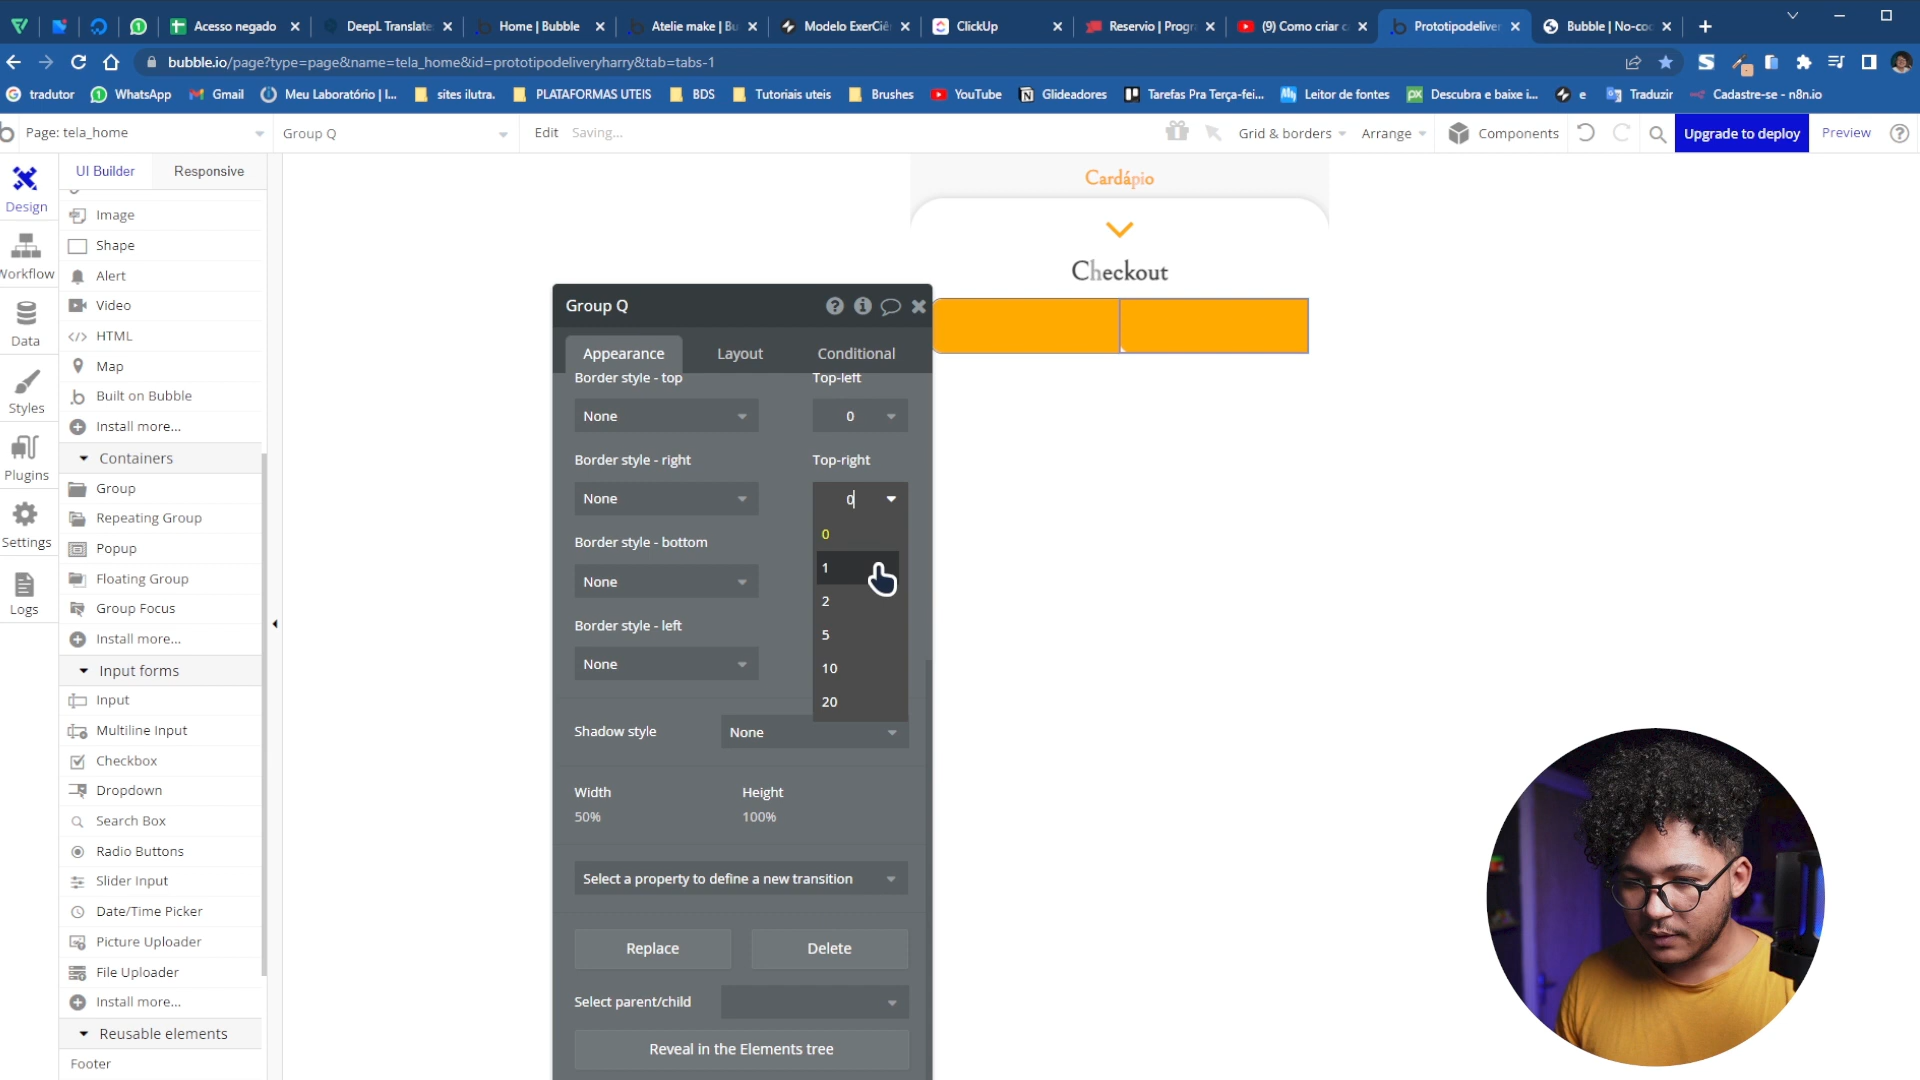 Acesso negado
DeepL Translate:
Home | Bubble
Atelie make | Bu
Modelo ExerCiê
ClickUp
Reservio | Progr
(9) Como criar c
Prototipodeliver
Bubble | No-cod
bubble.io/page?type=page&name=tela_home&id=prototipodeliveryharry&tab=tabs-1
tradutor
WhatsApp
Gmail
Meu Laboratório | I...
sites ilutra.
PLATAFORMAS UTEIS
BDS
Tutoriais uteis
Brushes
YouTube
Glideadores
Tarefas Pra Terça-fei...
Leitor de fontes
Descubra e baixe i...
e
Traduzir
Cadastre-se - n8n.io
Page: tela_home
Group Q
Edit
Saving...
Grid & borders
Arrange
Components
Upgrade to deploy
Preview
UI Builder
Responsive
Design
Workflow
Data
Styles
Plugins
Settings
Logs
Image
Shape
Alert
Video
HTML
Map
Built on Bubble
Install more...
Containers
Group
Repeating Group
Popup
Floating Group
Group Focus
Install more...
Input forms
Input
Multiline Input
Checkbox
Dropdown
Search Box
Radio Buttons
Slider Input
Date/Time Picker
Picture Uploader
File Uploader
Install more...
Reusable elements
Footer
Cardápio
Checkout
Group Q
Appearance
Layout
Conditional
Border style - top
Top-left
None
0
Border style - right
Top-right
None
0
0
1
2
5
10
20
Border style - bottom
None
Border style - left
None
Shadow style
None
Width
Height
50%
100%
Select a property to define a new transition
Replace
Delete
Select parent/child
Reveal in the Elements tree